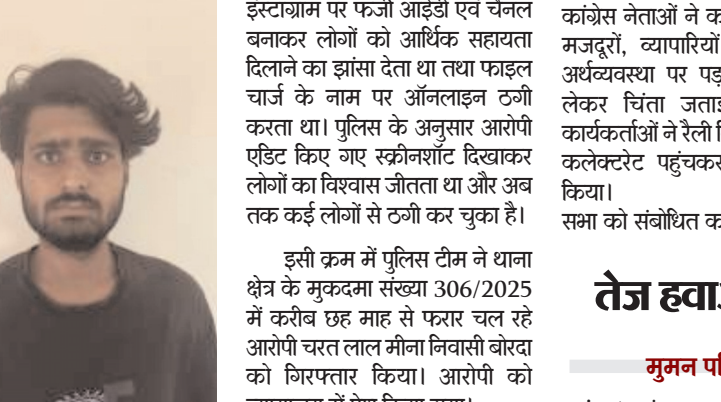 इंस्टाग्राम पर फर्जी आईडी एवं चैनल
बनाकर लोगों को आर्थिक सहायता
दिलाने का झांसा देता था तथा फाइल
चार्ज के नाम पर ऑनलाइन ठगी
करता था। पुलिस के अनुसार आरोपी
एडिट किए गए स्क्रीनशॉट दिखाकर
लोगों का विश्वास जीतता था और अब
तक कई लोगों से ठगी कर चुका है।
इसी क्रम में पुलिस टीम ने थाना
क्षेत्र के मुकदमा संख्या 306/2025
में करीब छह माह से फरार चल रहे
आरोपी चरत लाल मीना निवासी बोरदा
को गिरफ्तार किया। आरोपी को
कांग्रेस नेताओं ने
मजदूरों, व्यापारियों
अर्थव्यवस्था पर
लेकर चिंता
कार्यकर्ताओं ने रैली
कलेक्टरेट पहुंचकर
किया।
सभा को संबोधित
तेज
मुमन